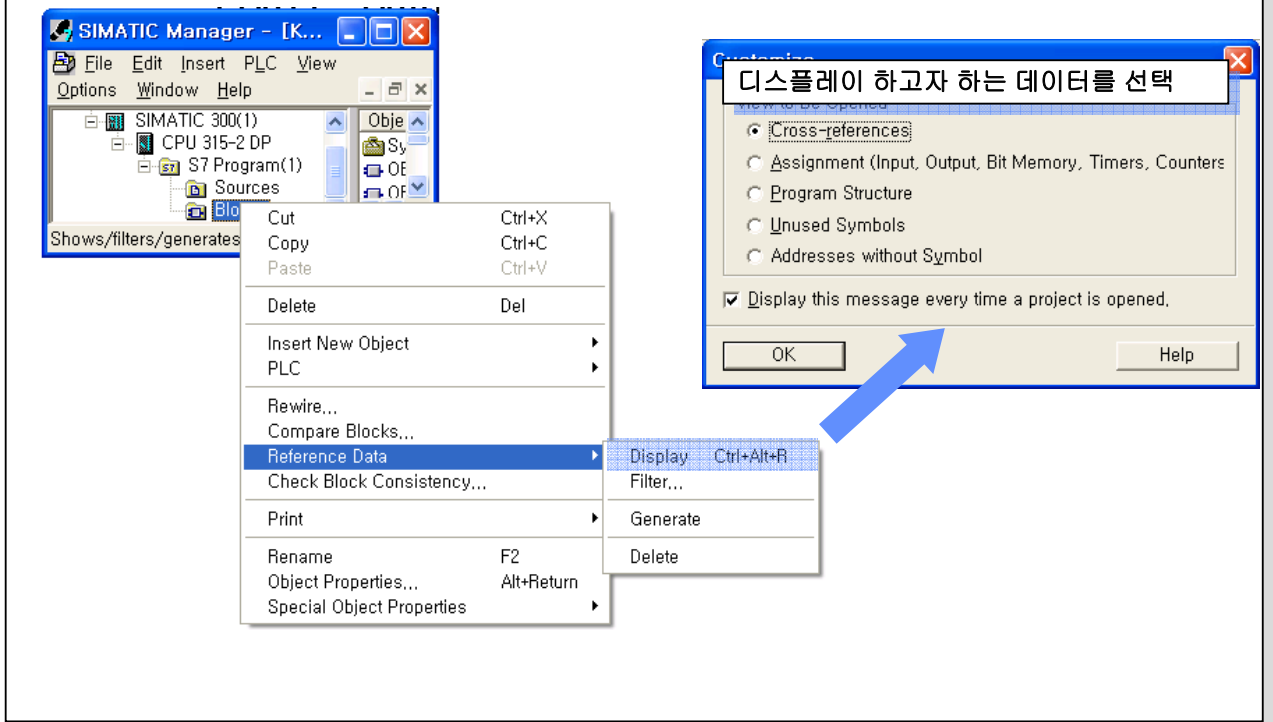 SIMATIC Manager - [K...
File Edit Insert PLC View
Options Window Help
SIMATIC 300(1)
CPU 315-2 DP
S7 Program(1)
Sources
Blo
Obje
Sy
OB
Shows/filters/generates
Cut Ctrl+X
Copy Ctrl+C
Paste Ctrl+V
Delete Del
Insert New Object
PLC
Rewire...
Compare Blocks...
Reference Data
Check Block Consistency...
Print
Rename F2
Object Properties... Alt+Return
Special Object Properties
Display Ctrl+Alt+R
Filter...
Generate
Delete
Customize
디스플레이 하고자 하는 데이터를 선택
View to Be Opened
Cross-references
Assignment (Input, Output, Bit Memory, Timers, Counters
Program Structure
Unused Symbols
Addresses without Symbol
Display this message every time a project is opened.
OK Help